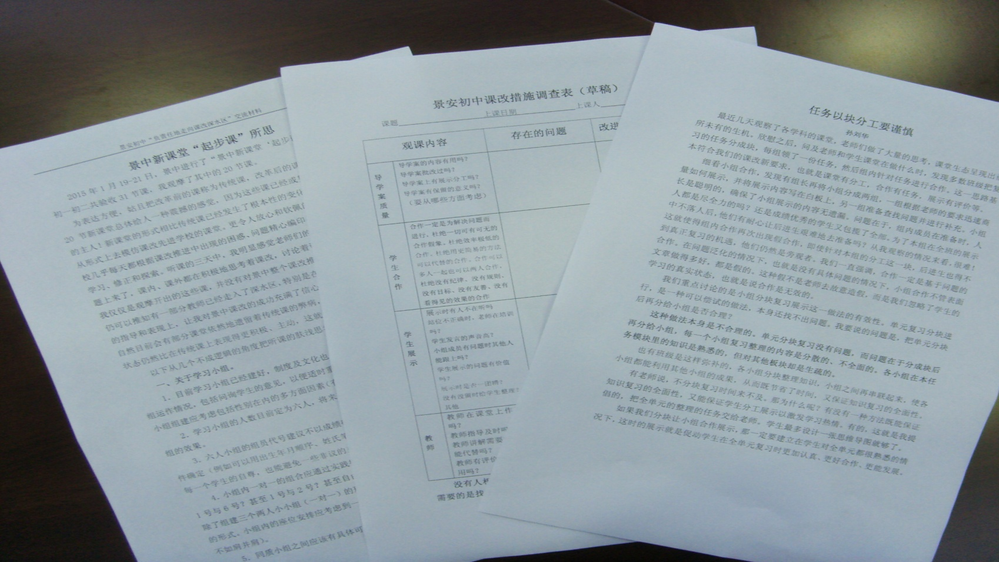 景安初中“负责任地走向课改深水区”交流材料
景中新课堂“起步课”所思
2015 年 1 月 19-21 日，景中进行了“景中新课堂‘起步
初一初二共验收 31 节课，我观摩了其中的 20 节课。
为表达方便，姑且把改革前的课称为传统课，改革后的课
20 节新课堂总体给人一种震撼的感觉，因为这些课已经或
的主人！新课堂的形式相比传统课已经发生了根本性的变化
从形式上去模仿课改先进学校的课堂。更令人放心和钦佩的
校几乎每天都根据课改推进中出现的困惑、问题精心编印
学习、修正和探索。听课的三天中，我明显感觉老师们的
题上来了，课内、课外都在积极地思考着课改，讨论着
我仅仅是观摩开出的这些课，并没有对景中整个课改推
仍可以推知有一部分教师已经走入了深水区，特别是在
的指导和表现上，让我对景中课改的成功充满了信心
自然目前会有部分课堂依然地遗留着传统课的弊病，
状态仍然比在传统课上表现得更积极、主动，这就
以下从几个不成逻辑的角度把听课的肤浅思
一、关于学习小组。
1．目前学习小组已经建好，制度及文化也
组运作情况，包括问询学生的意见，以便适时重
小组组建应考虑包括性别在内的多方面因素（
2．学习小组的人数目前定为六人，将来
组的效果。
3．六人小组的组员代号建议不以成绩
件确定（例如可以用出生年月顺序、姓氏笔
每一个学生的自尊，也能避免一些非议的
4．小组内一对一的组合应通过实践
1 号与 6 号？甚至 1 号与 2 号？甚至自
除了组建三个两人小小组（一对一）的
的形式。小组内的座位安排应考虑到一
不如肩并肩）。
5．同质小组之间应该有具体可
景安初中课改措施调查表（草稿）
课题 上课日期 上课人
观课内容 存在的问题 改进
导学案质量
导学案的内容有用吗？
导学案批改过吗？
导学案上有展示分工吗？
导学案有保留的意义吗？
（要从哪些方面考虑）
学生合作
合作一定是为解决问题而
进行，杜绝一切可有可无的
合作假象。杜绝效率极低的
合作。杜绝用更简易的方法
可以代替的合作。合作可以
多人一起也可以两人合作。
杜绝没有纪律、没有规则、
没有目标、没有友善、没有
看得见的效果的合作
学生展示
展示时有人不在听吗
站位不正确时，老师在培训
吗？
学生发言的声音高？
小组成员有问题时其他人
能跟上吗？
学生展示的问题有价值
吗？
展示时是否一团糟？
没有没留时给学生整理？
其他
教师
教师在课堂上作
吗？
教师指导及时吧
教师讲解需要
能代替吗？
教师有评价
用吗？
没有人
需要的是找
任务以块分工要谨慎
孙刘华
最近几天观察了各学科的课堂，老师们做了大量的思考，课堂生态呈现出前
所未有的生机。欣慰之后，问及老师和学生课堂在做什么时，发现多数班级把复
习的任务分成块，每组领了一份任务，然后组内针对任务进行合作。这一思路基
本符合我们的课改新要求，也就是课堂有分工，合作有任务，展示有评价等。
细看小组合作，发现有组长再将小组分成两组，一组根据老师的要求迅速商
量如何展示，并将展示内容写在白板上，另一组准备查找问题并进行补充。小组
长是聪明的，确保了小组展示的内容无遗漏。问题在于，组内成员在准备时，人
人都是尽全力的吗？还是成绩优秀的学生又包揽了全部。为了本组在全班的展示
中不落人后，他们有耐心让后进生艰难地去准备吗？从我观察的情况来看，很难！
这就使得组内合作再次出现假合作，即使针对本组的分工这一块，后进生也得不
到真正复习的机遇，他们仍然是旁观者。我们一直强调，合作一定是基于问题的
合作。在问题泛化的情况下，也就是没有具体问题的情况下，小组合作不管表面
文章做得多好，都是假的。这种假不是老师去故意造假，而是我们忽略了学生的
学习的真实状态，也就是说合作是无效的。
我们重点讨论的是小组分块复习展示这一做法的有效性。单元复习分块进
行，是一种可以偿试的做法，本身还找不出问题。我要说的问题是，把单元分块
后再分给小组是否合理？
这种做法本身是不合理的。单元分块复习没有问题，而问题在于分成块后
再分给小组，每一个小组复习整理的内容是分散的、不全面的。各小组在本任
务模块里的知识是熟悉的，但对其他板块却是生疏的。
也有班级是这样弥补的，各小组分块整理知识，小组之间再串联起来，使各
小组都能利用其他小组的成果，从而既节省了时间，又保证知识复习的全面性。
有老师说，不分块复习时间来不及。那为什么呢？有没有一种方法既能保证
知识复习的全面性，又能保证学生分工展示以激发学习热情。有的，这就是我提
倡的，把全单元的整理的任务交给老师。学生最多设计一张思维导图就够了。
如果我们分块让小组合作展示，那一定要建立在学生对全单元都很熟悉的情
况下，这时的展示就是促动学生在全单元复习时更加认真、更好合作、更能发展。